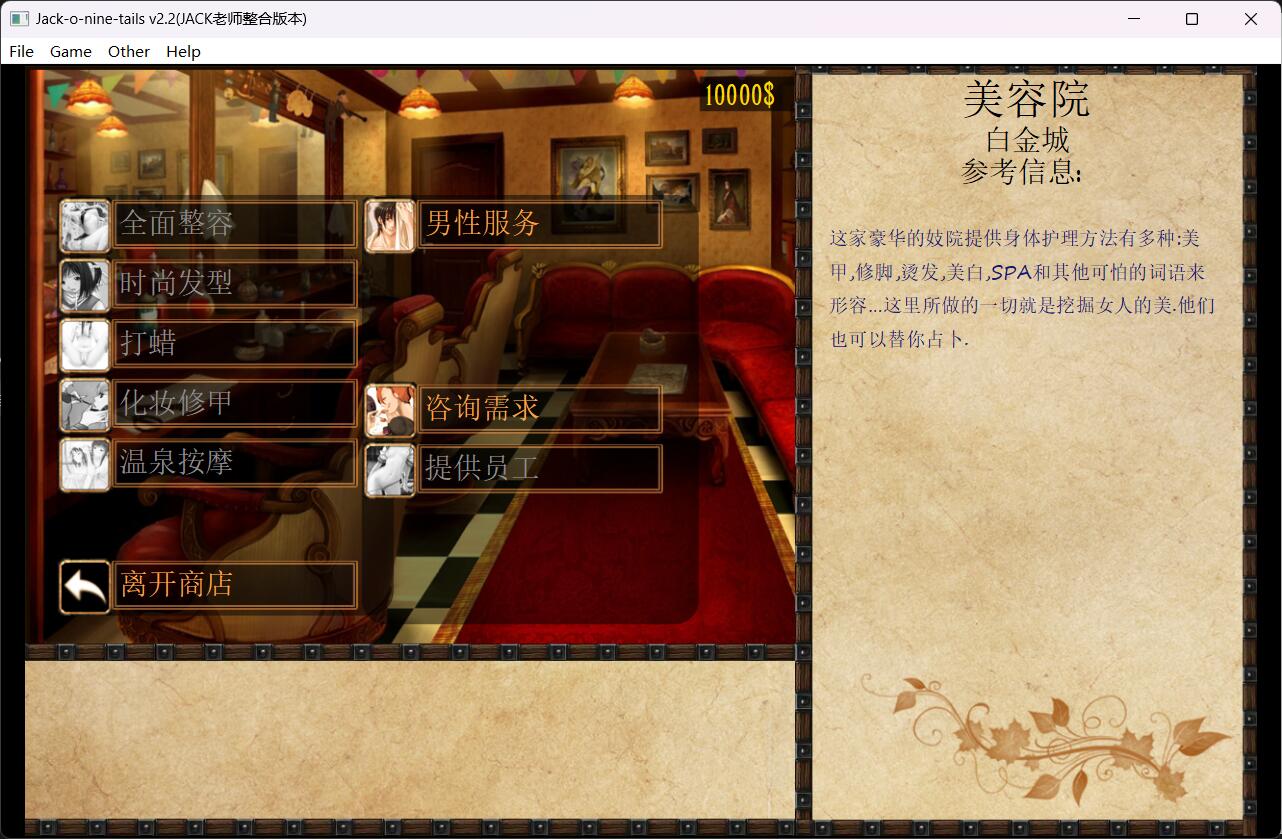 Jack-o-nine-tails v2.2(JACK老师整合版本)
File Game Other Help
10000$
全面整容
男性服务
时尚发型
打蜡
化妆修甲
咨询需求
温泉按摩
提供员工
离开商店
美容院
白金城
参考信息:
这家豪华的妓院提供身体护理方法有多种:美
甲,修脚,烫发,美白,SPA和其他可怕的词语来
形容...这里所做的一切就是挖掘女人的美.他们
也可以替你占卜.